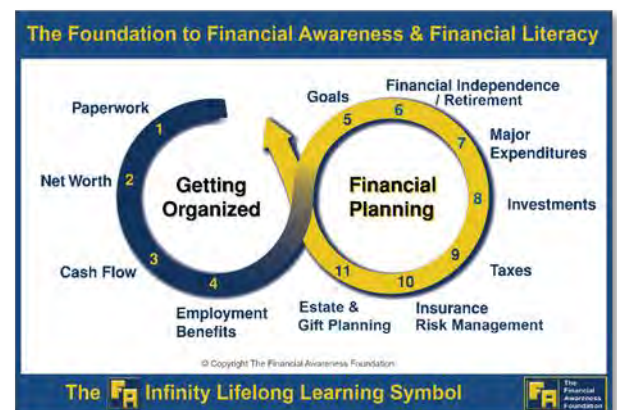 The Foundation to Financial Awareness & Financial Literacy
Paperwork
1
Net Worth
2
Cash Flow
3
Employment
Benefits
4
Getting
Organized
Goals
5
Financial Independence
/ Retirement
6
Major
Expenditures
7
Investments
8
Taxes
9
Insurance
Risk Management
10
Estate &
Gift Planning
11
Financial
Planning
© Copyright The Financial Awareness Foundation
The FA Infinity Lifelong Learning Symbol
FA
The
Financial
Awareness
Foundation